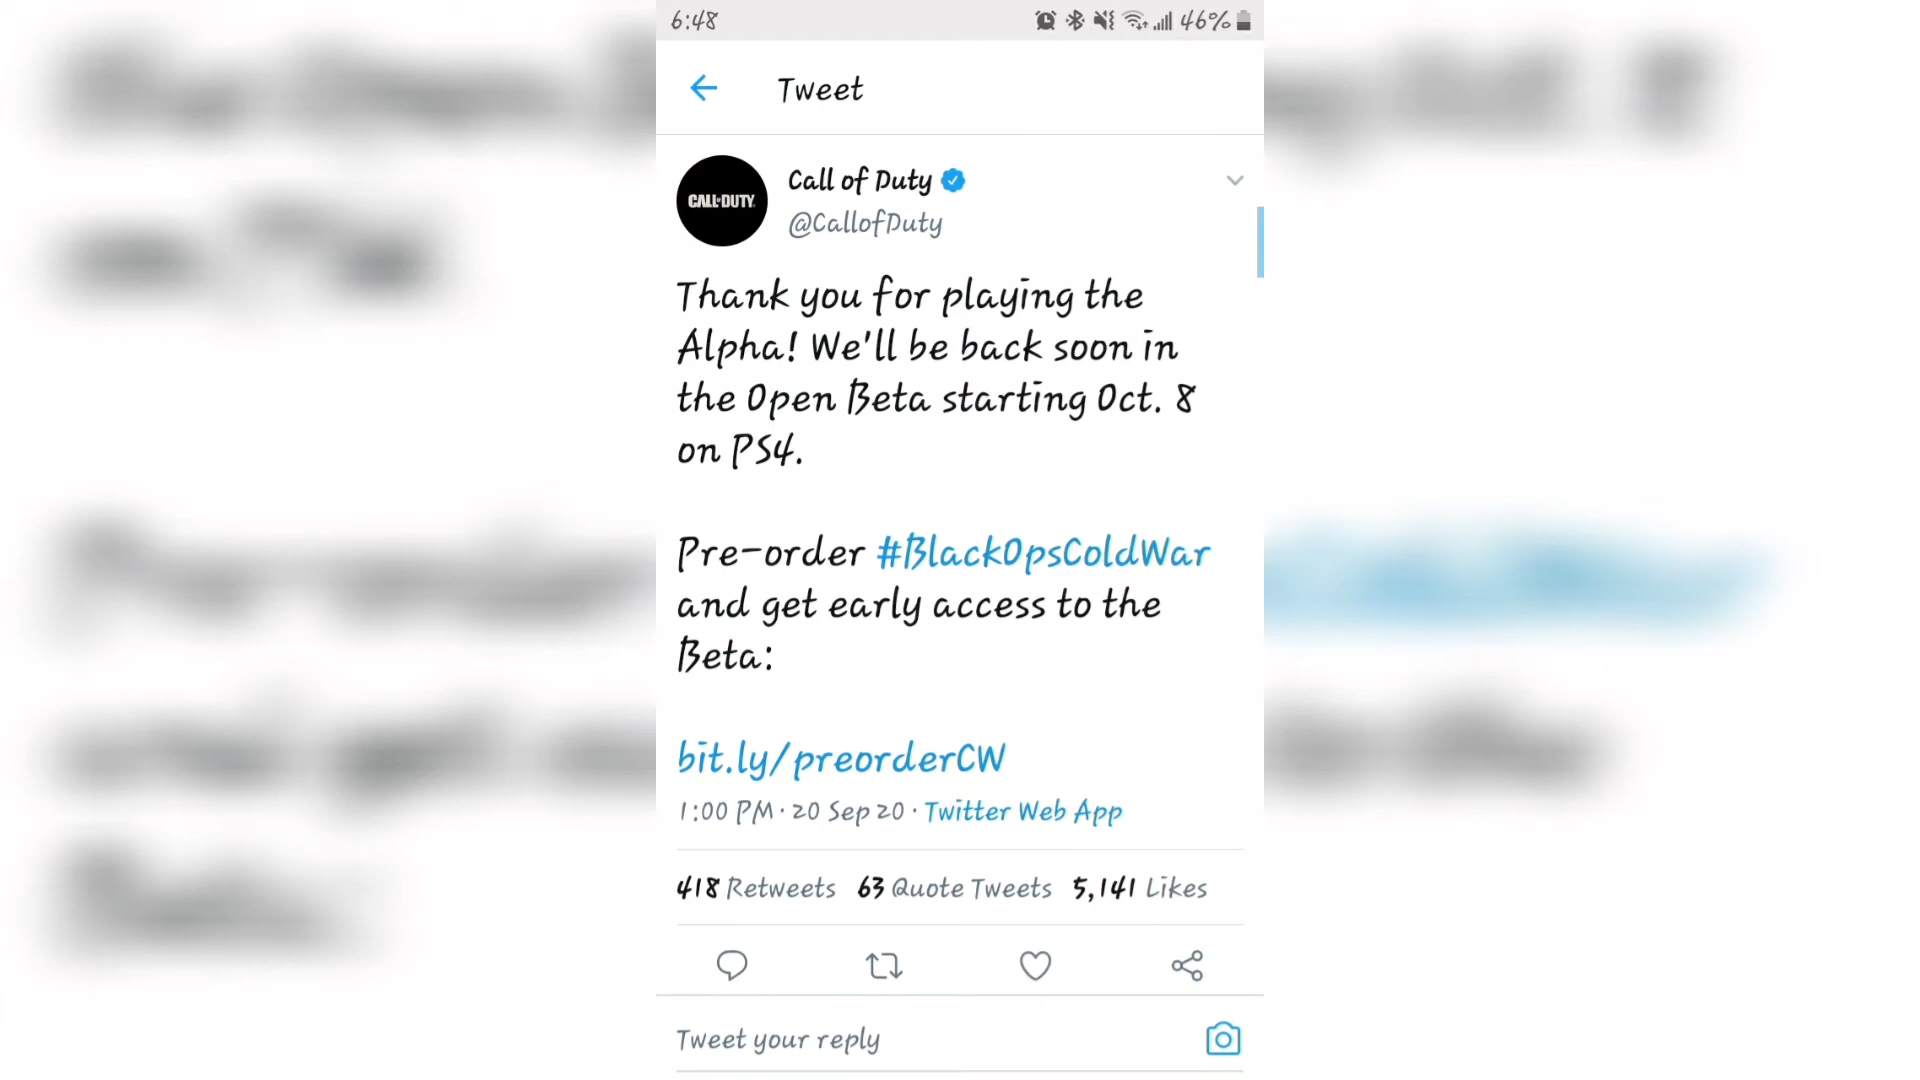 6:48
46%
Tweet
CALL OF DUTY
Call of Duty
@CallofDuty
Thank you for playing the
Alpha! We'll be back soon in
the Open Beta starting Oct. 8
on PS4.
Pre-order #BlackOpsColdWar
and get early access to the
Beta:
bit.ly/preorderCW
1:00 PM · 20 Sep 20 · Twitter Web App
418 Retweets 63 Quote Tweets 5,141 Likes
Tweet your reply